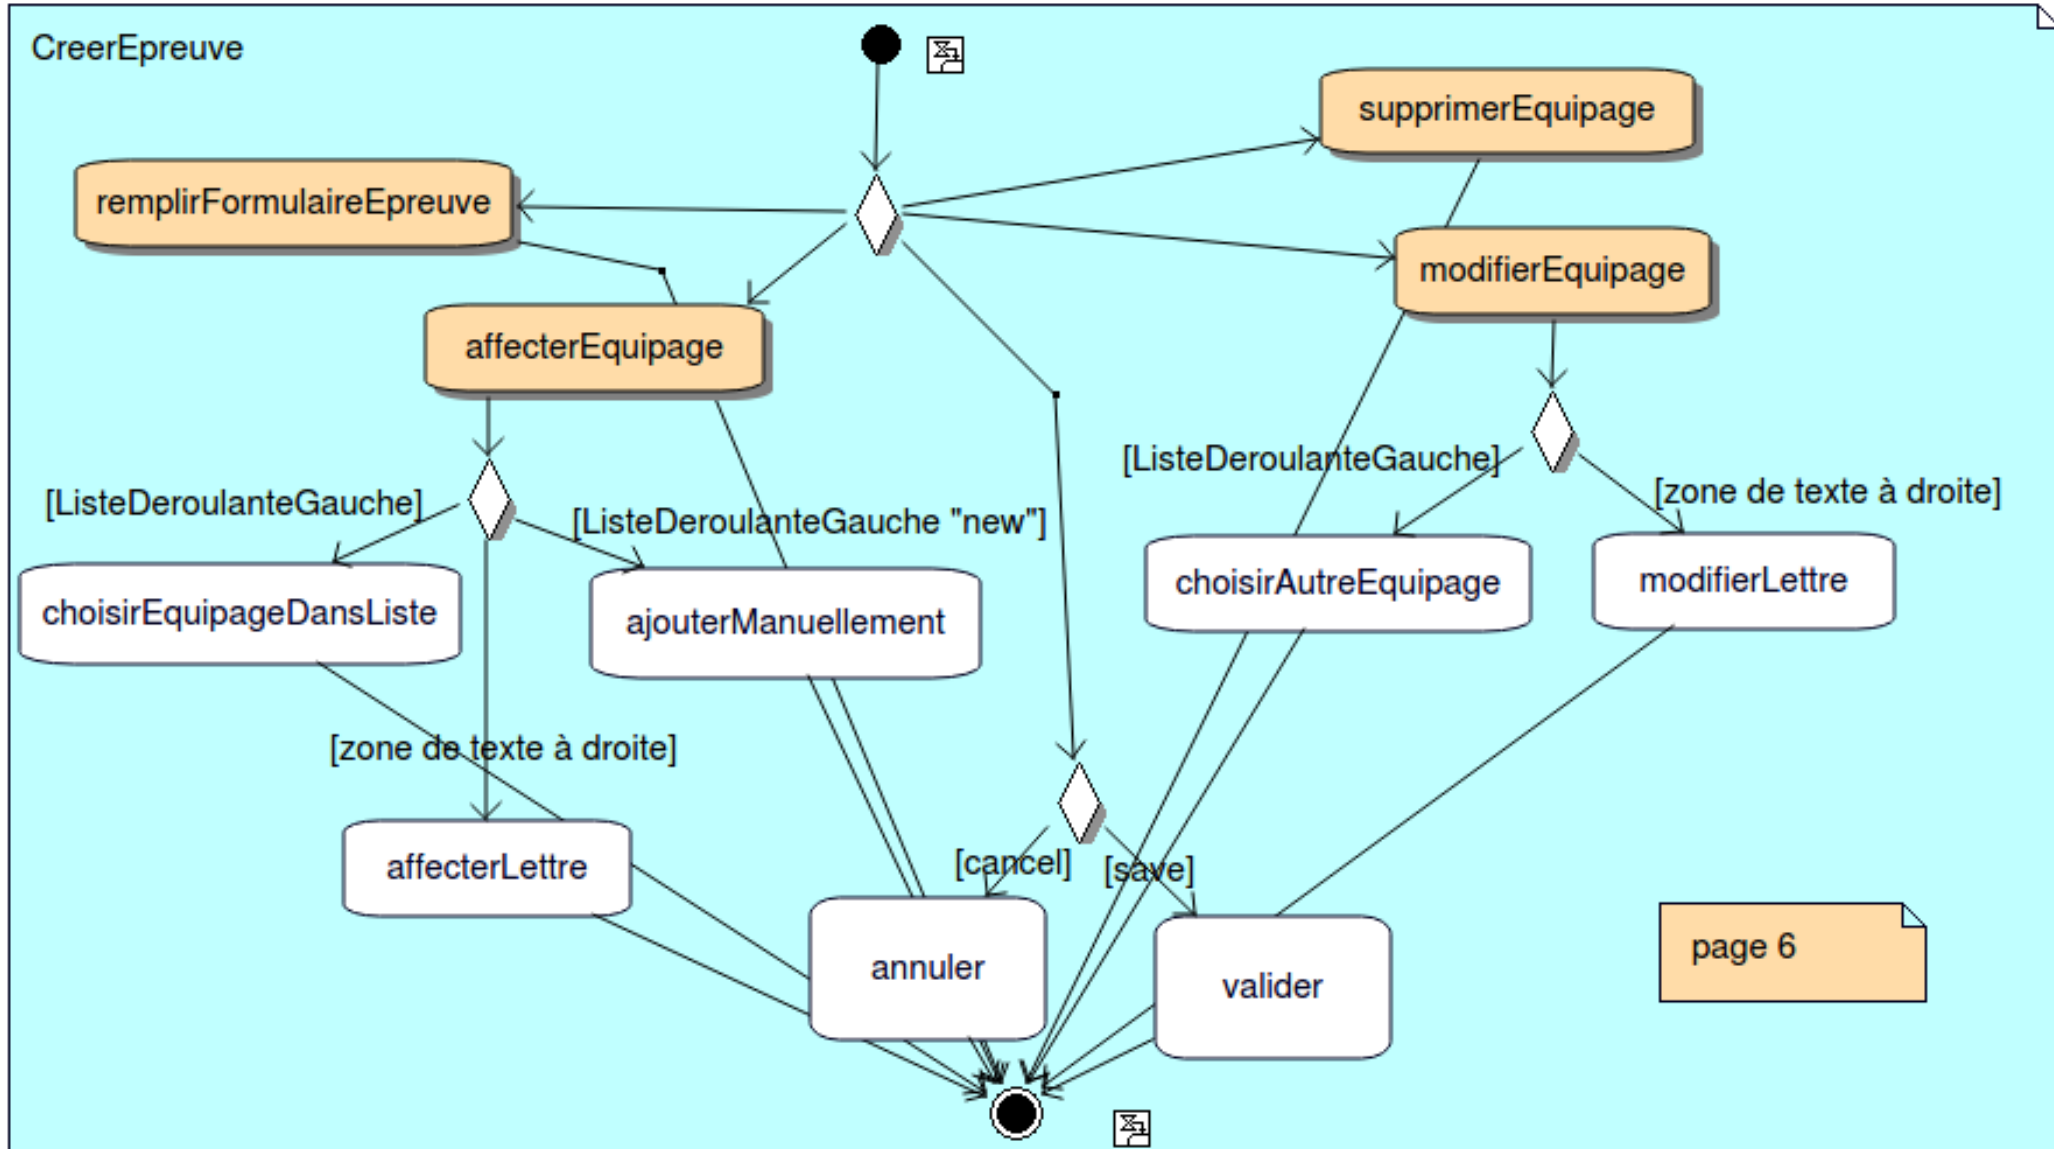 CreerEpreuve
supprimerEquipage
remplirFormulaireEpreuve
modifierEquipage
affecterEquipage
[ListeDeroulanteGauche]
[zone de texte à droite]
[ListeDeroulanteGauche]
[ListeDeroulanteGauche "new"]
choisirAutreEquipage
modifierLettre
choisirEquipageDansListe
ajouterManuellement
[zone de texte à droite]
affecterLettre
[cancel]
[save]
page 6
annuler
valider